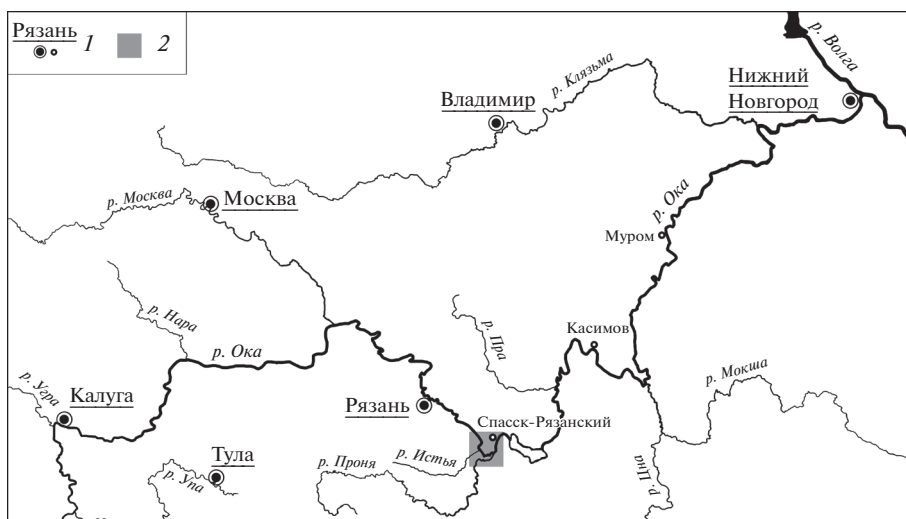 Рязань
1
2
р. Волга
р. Клязьма
Нижний
Новгород
Владимир
р. Москва
Москва
р. Ока
Муром
р. Нара
р. Пра
Касимов
р. Ока
р. Мокша
р. Угра
Калуга
Рязань
Спасск-Рязанский
Тула
р. Истья
р. Проня
р. Упа
р. Цна